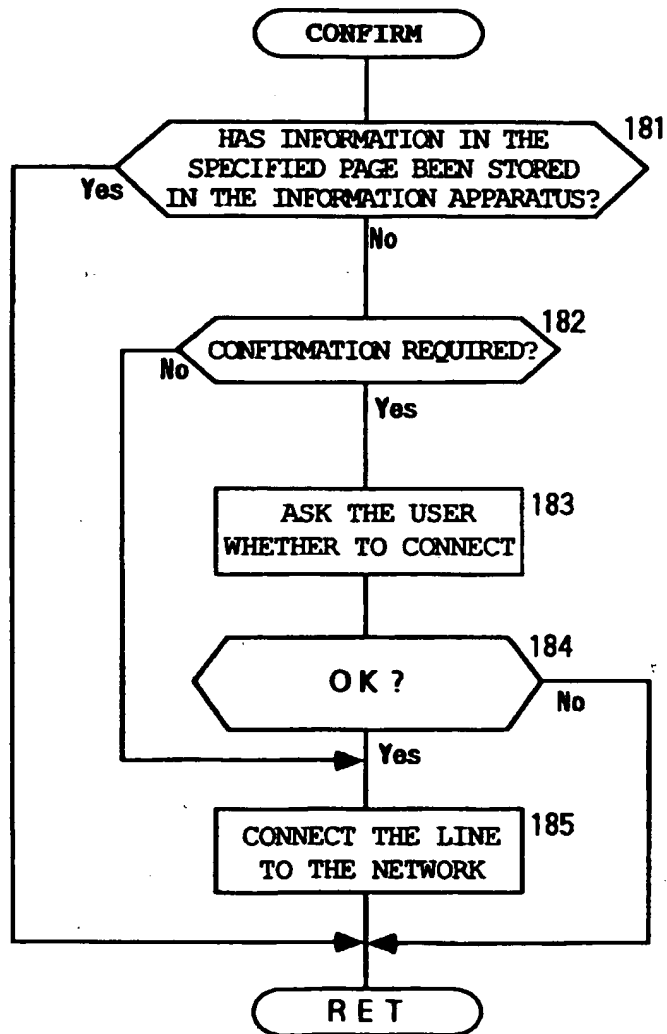 CONFIRM
181
HAS INFORMATION IN THE
SPECIFIED PAGE BEEN STORED
IN THE INFORMATION APPARATUS?
Yes
No
182
CONFIRMATION REQUIRED?
No
Yes
183
ASK THE USER
WHETHER TO CONNECT
184
OK?
No
Yes
185
CONNECT THE LINE
TO THE NETWORK
RET